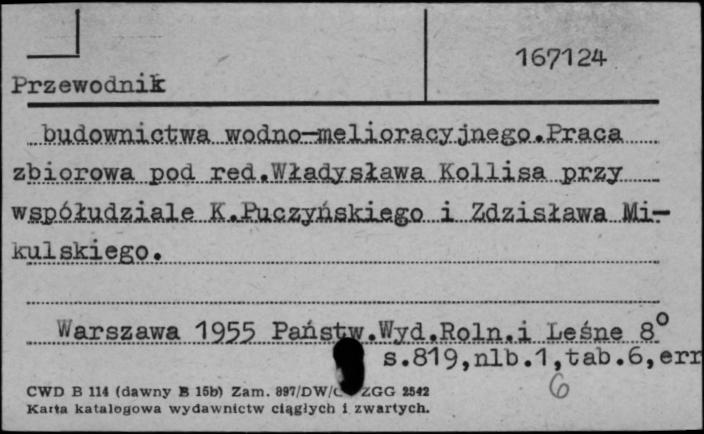 167124
Przewodnik
budownictwa wodno-melioracyjnego.Praca
zbiorowa pod red.Władysława Kollisa przy
współudziale K.Puczyńskiego i Zdzisława Mi-
kulskiego.
Warszawa 1955 Państw.Wyd.Roln.i Leśne 8°
s.819,nlb.1,tab.6,err
6
CWD B 114 (dawny B 15b) Zam. 897/DW/ ZGG 2542
Karta katalogowa wydawnictw ciągłych i zwartych.